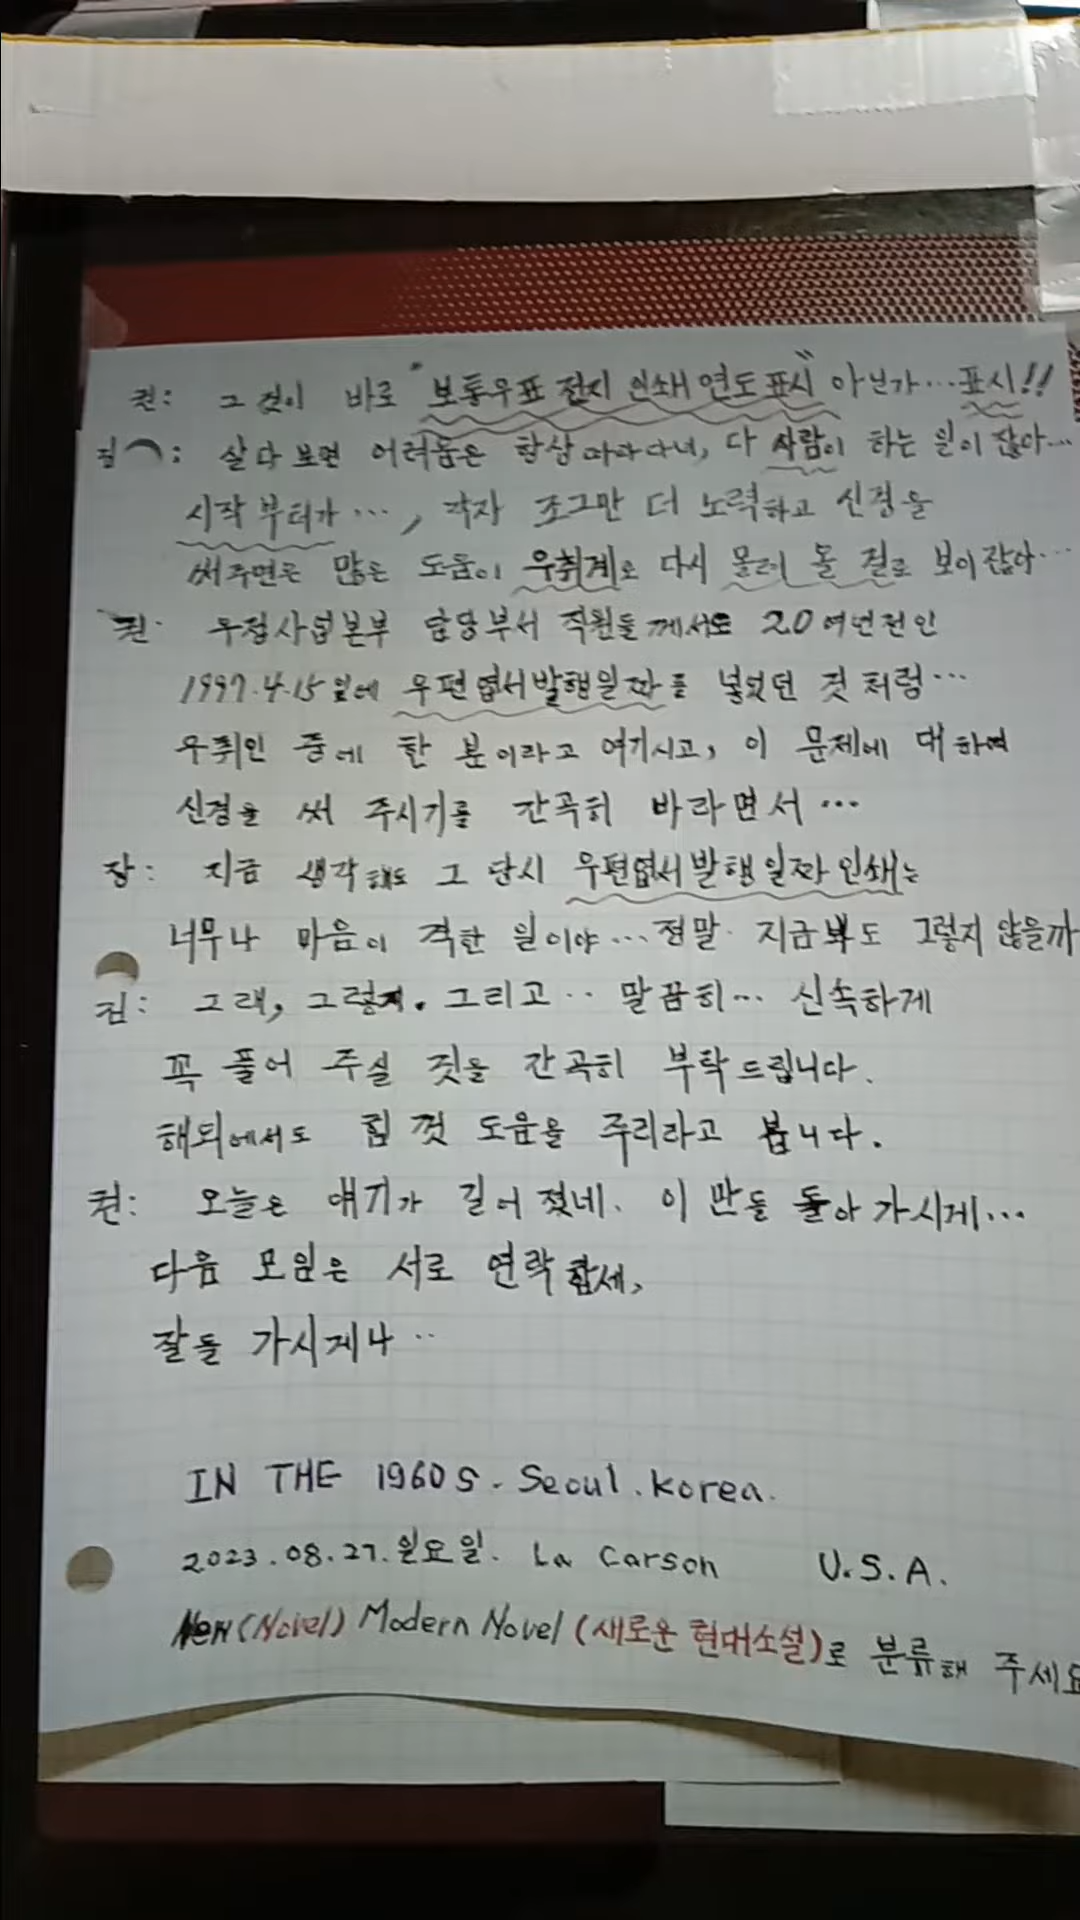 권: 그것이 바로 "보통우표 전지 인쇄 연도표시" 아닌가… 표시!!
김: 살다보면 어려움은 항상 따라다녀, 다 사람이 하는 일이잖아…
시작부터가…, 각자 조그만 더 노력하고 신경을
써주면은 많은 도움이 우취계로 다시 몰려 올 걸로 보이잖아…
권· 우정사업본부 담당부서 직원들께서도 20여년전인
1997.4.15일에 우편엽서발행일짜를 넣었던 것처럼…
우취인 중에 한 분이라고 여기시고, 이 문제에 대하여
신경을 써 주시기를 간곡히 바라면서…
장: 지금 생각해도 그 당시 우편엽서발행일짜인쇄는
너무나 마음이 격한 일이야… 정말· 지금봐도 그렇지 않을까
김: 그래, 그렇지. 그리고‥ 말끔히… 신속하게
꼭 풀어 주실 것을 간곡히 부탁드립니다.
해외에서도 힘껏 도움을 주리라고 봅니다.
권: 오늘은 얘기가 길어졌네. 이만들 돌아가시게…
다음 모임은 서로 연락함세,
잘들 가시게나‥
IN THE 1960S. Seoul. Korea.
2023.08.27.일요일. La Carson U.S.A.
New (Novel) Modern Novel (새로운 현대소설)로 분류해 주세요